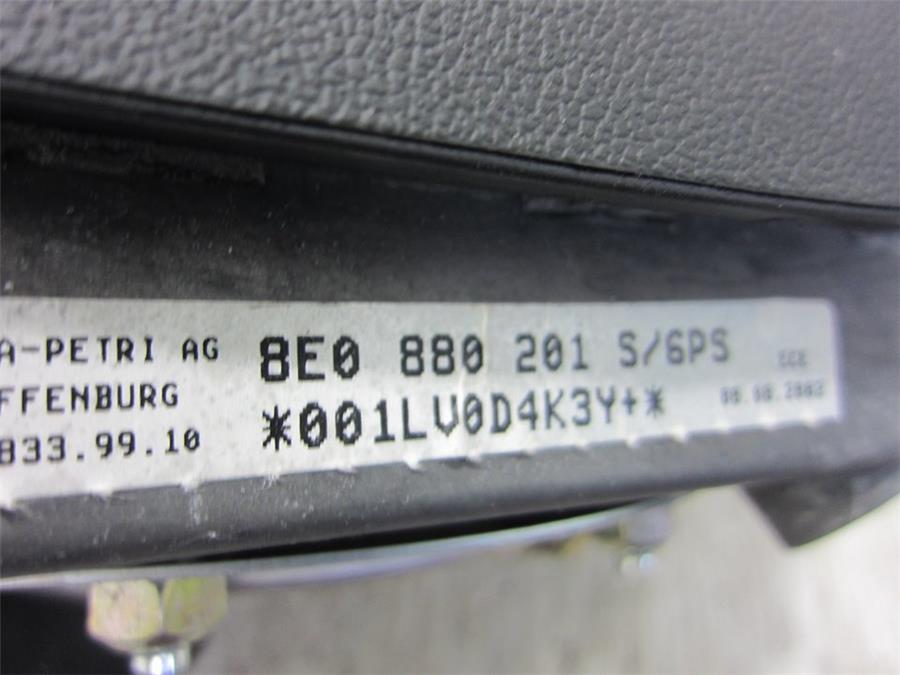 A-PETRI AG
FFENBURG
833.99.10
8E0 880 201 S/6PS
*001LV0D4K3Y+*